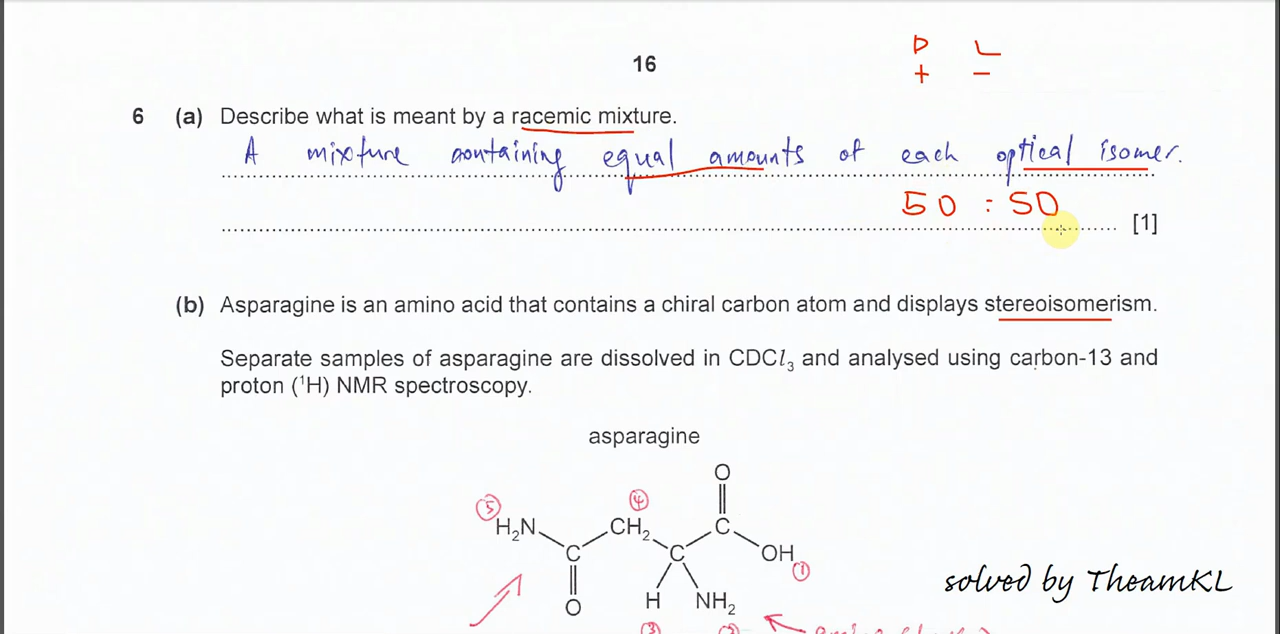 D L
16
+ −
6 (a) Describe what is meant by a racemic mixture.
A mixture containing equal amounts of each optical isomer.
50 : 50
[1]
(b) Asparagine is an amino acid that contains a chiral carbon atom and displays stereoisomerism.
Separate samples of asparagine are dissolved in CDCl₃ and analysed using carbon-13 and
proton (¹H) NMR spectroscopy.
asparagine
O
⑤ ④
H₂N CH₂ C
C C OH
①
O H NH₂
solved by TheamKL